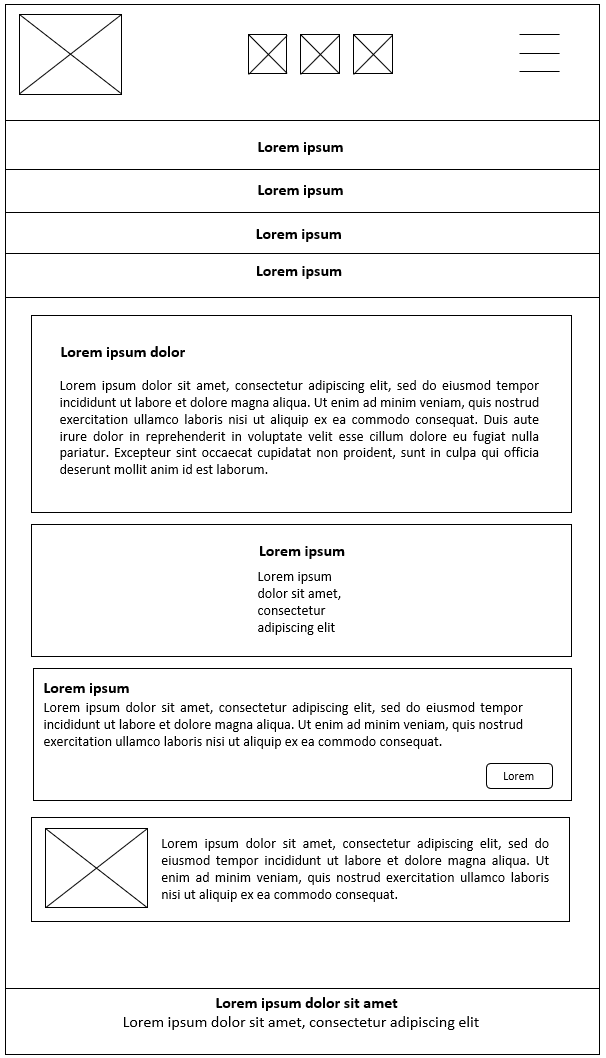 Lorem ipsum
Lorem ipsum
Lorem ipsum
Lorem ipsum
Lorem ipsum dolor
Lorem ipsum dolor sit amet, consectetur adipiscing elit, sed do eiusmod tempor
incididunt ut labore et dolore magna aliqua. Ut enim ad minim veniam, quis nostrud
exercitation ullamco laboris nisi ut aliquip ex ea commodo consequat. Duis aute
irure dolor in reprehenderit in voluptate velit esse cillum dolore eu fugiat nulla
pariatur. Excepteur sint occaecat cupidatat non proident, sunt in culpa qui officia
deserunt mollit anim id est laborum.
Lorem ipsum
Lorem ipsum
dolor sit amet,
consectetur
adipiscing elit
Lorem ipsum
Lorem ipsum dolor sit amet, consectetur adipiscing elit, sed do eiusmod tempor
incididunt ut labore et dolore magna aliqua. Ut enim ad minim veniam, quis nostrud
exercitation ullamco laboris nisi ut aliquip ex ea commodo consequat.
Lorem
Lorem ipsum dolor sit amet, consectetur adipiscing elit, sed do
eiusmod tempor incididunt ut labore et dolore magna aliqua. Ut
enim ad minim veniam, quis nostrud exercitation ullamco laboris
nisi ut aliquip ex ea commodo consequat.
Lorem ipsum dolor sit amet
Lorem ipsum dolor sit amet, consectetur adipiscing elit